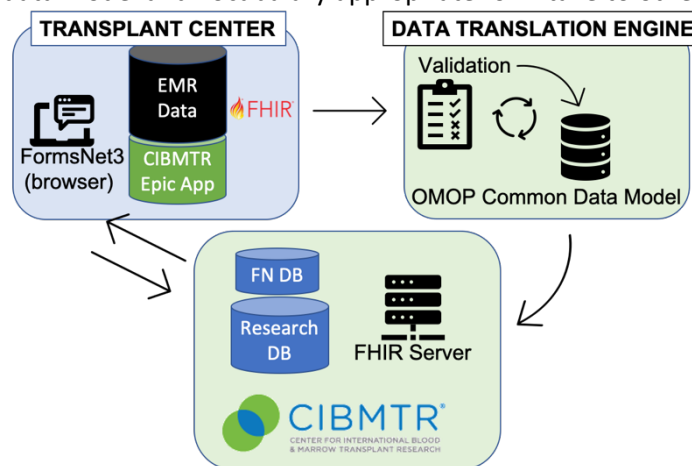 appropriate
TRANSPLANT CENTER
DATA TRANSLATION ENGINE
EMR
Data
FHIR®
FormsNet3
(browser)
CIBMTR
Epic App
Validation
OMOP Common Data Model
FN DB
Research
DB
FHIR Server
CIBMTR®
CENTER FOR INTERNATIONAL BLOOD
& MARROW TRANSPLANT RESEARCH